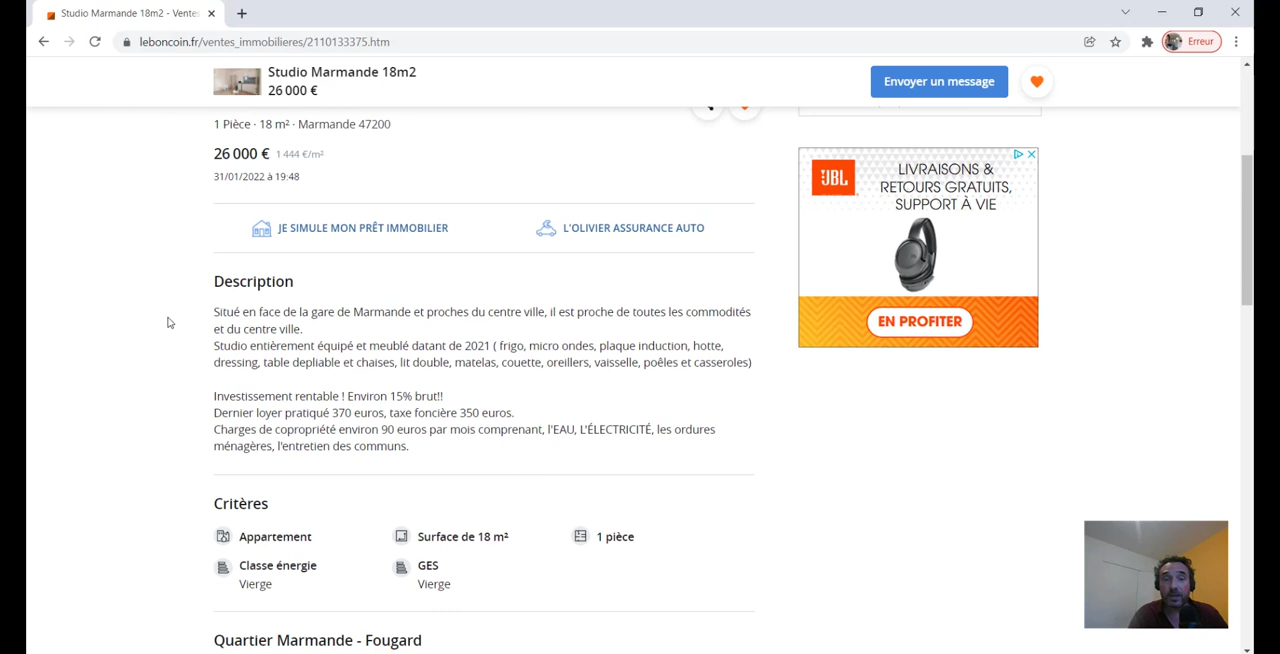 Studio Marmande 18m2 - Ventes
leboncoin.fr/ventes_immobilieres/2110133375.htm
Erreur
Studio Marmande 18m2
26 000 €
Envoyer un message
1 Pièce · 18 m² · Marmande 47200
26 000 € 1 444 €/m²
31/01/2022 à 19:48
JE SIMULE MON PRÊT IMMOBILIER
L'OLIVIER ASSURANCE AUTO
Description
Situé en face de la gare de Marmande et proches du centre ville, il est proche de toutes les commodités
et du centre ville.
Studio entièrement équipé et meublé datant de 2021 ( frigo, micro ondes, plaque induction, hotte,
dressing, table depliable et chaises, lit double, matelas, couette, oreillers, vaisselle, poêles et casseroles)
Investissement rentable ! Environ 15% brut!!
Dernier loyer pratiqué 370 euros, taxe foncière 350 euros.
Charges de copropriété environ 90 euros par mois comprenant, l'EAU, L'ÉLECTRICITÉ, les ordures
ménagères, l'entretien des communs.
Critères
Appartement
Surface de 18 m²
1 pièce
Classe énergie
Vierge
GES
Vierge
Quartier Marmande - Fougard
JBL
LIVRAISONS &
RETOURS GRATUITS,
SUPPORT À VIE
EN PROFITER